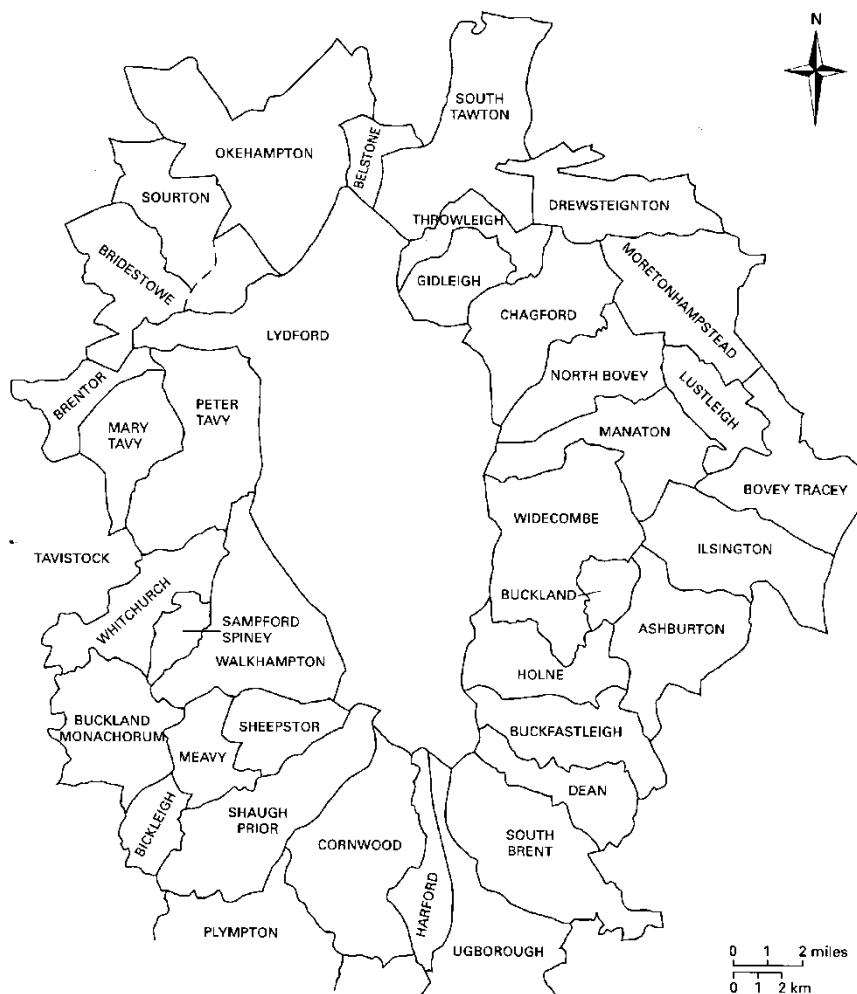 N
SOUTH
TAWTON
OKEHAMPTON
BELSTONE
SOURTON
THROWLEIGH
DREWSTEIGNTON
BRIDESTOWE
GIDLEIGH
MORETONHAMPSTEAD
CHAGFORD
LYDFORD
BRENTOR
NORTH BOVEY
LUSTLEIGH
PETER
TAVY
MARY
TAVY
MANATON
BOVEY TRACEY
WIDECOMBE
TAVISTOCK
ILSINGTON
WHITCHURCH
BUCKLAND
SAMPFORD
SPINEY
ASHBURTON
WALKHAMPTON
HOLNE
BUCKLAND
MONACHORUM
SHEEPSTOR
BUCKFASTLEIGH
MEAVY
DEAN
BICKLEIGH
SHAUGH
PRIOR
SOUTH
BRENT
CORNWOOD
HARFORD
PLYMPTON
UGBOROUGH
0 1 2 miles
0 1 2 km